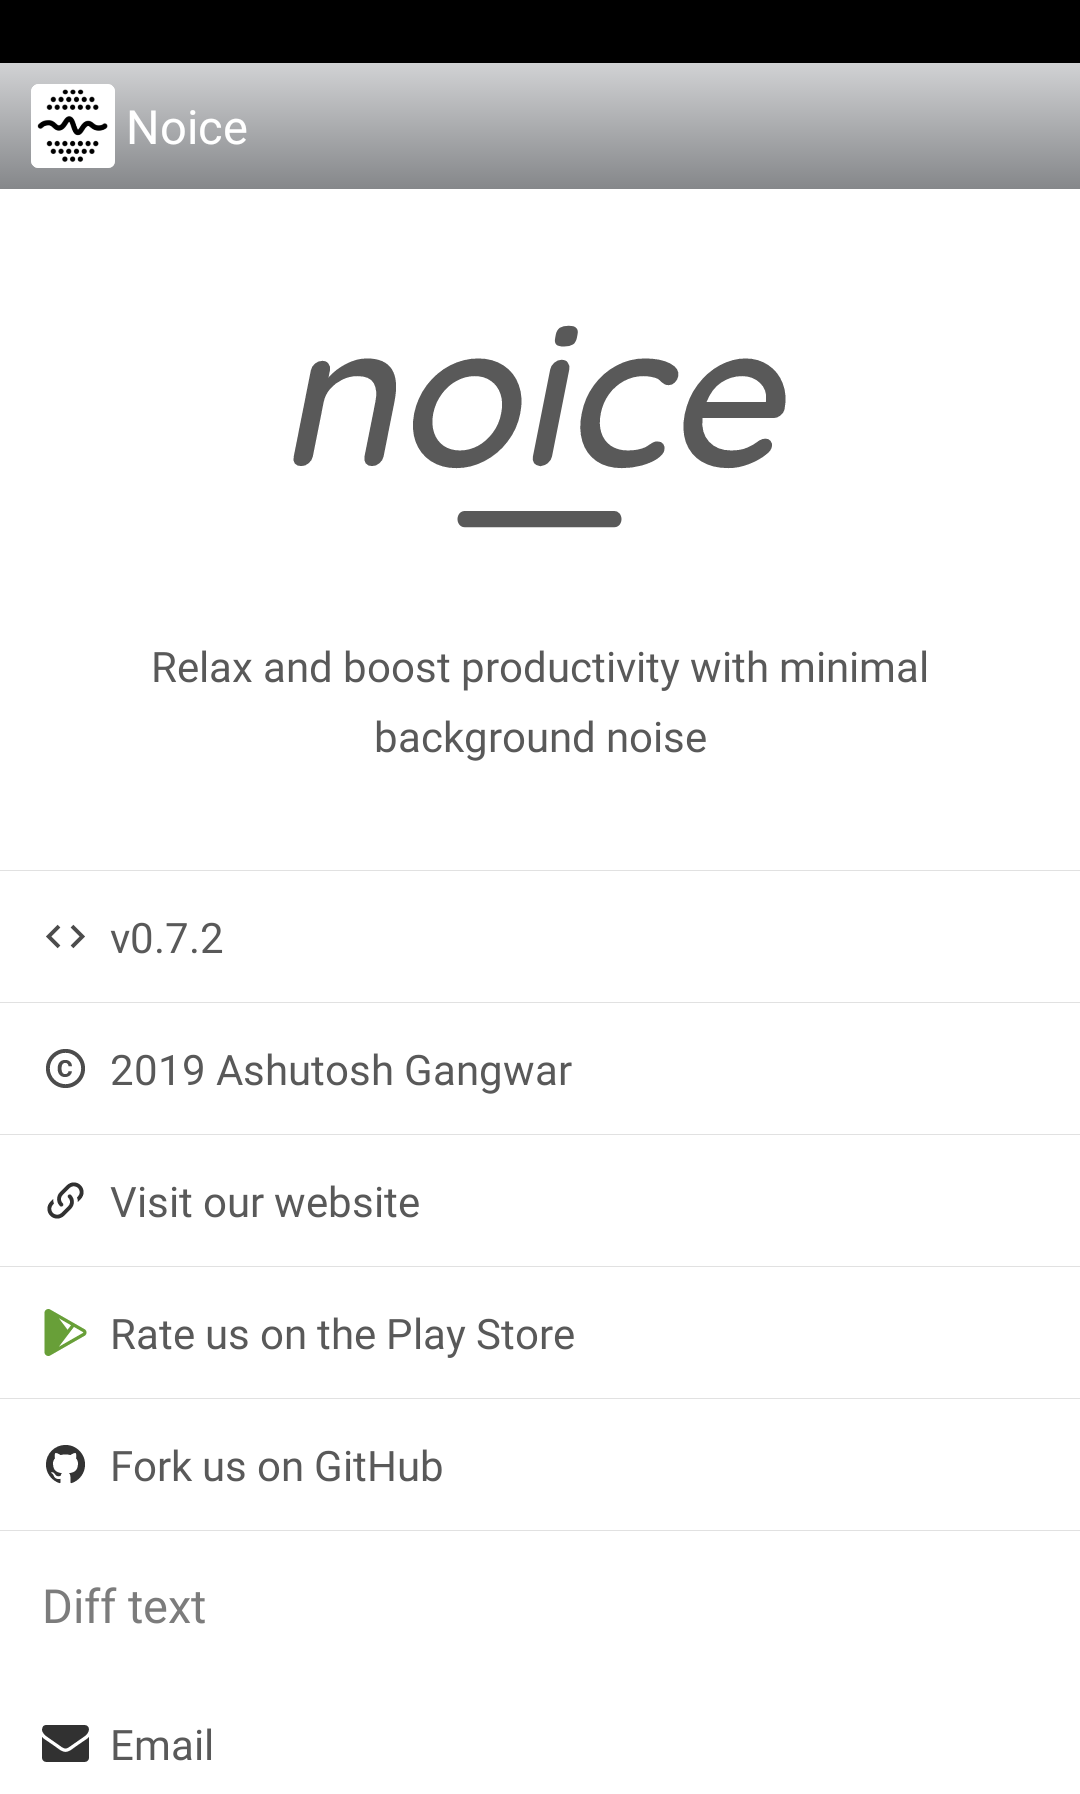 Noice
noice
Relax and boost productivity with minimal
background noise
v0.7.2
2019 Ashutosh Gangwar
Visit our website
Rate us on the Play Store
Fork us on GitHub
Diff text
Email